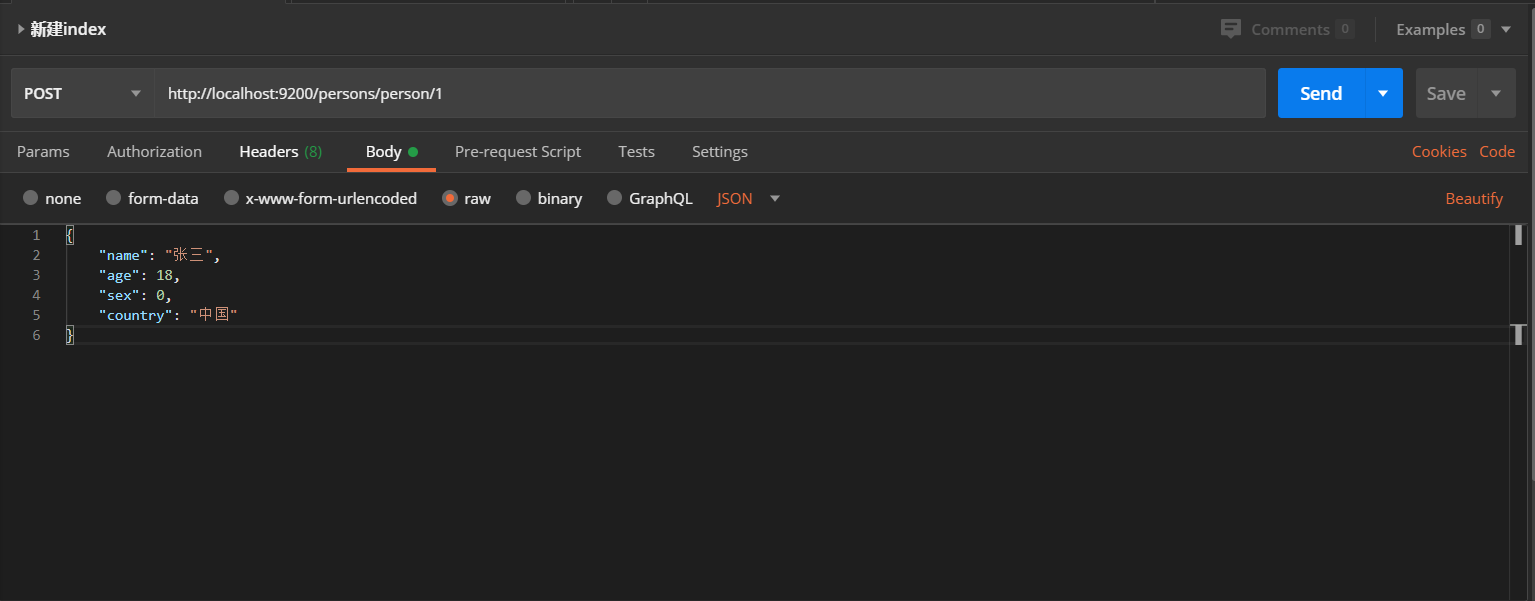 新建index
Comments 0
Examples 0
POST
http://localhost:9200/persons/person/1
Send
Save
Params
Authorization
Headers (8)
Body
Pre-request Script
Tests
Settings
Cookies
Code
none
form-data
x-www-form-urlencoded
raw
binary
GraphQL
JSON
Beautify
1 {
2 "name": "张三",
3 "age": 18,
4 "sex": 0,
5 "country": "中国"
6 }